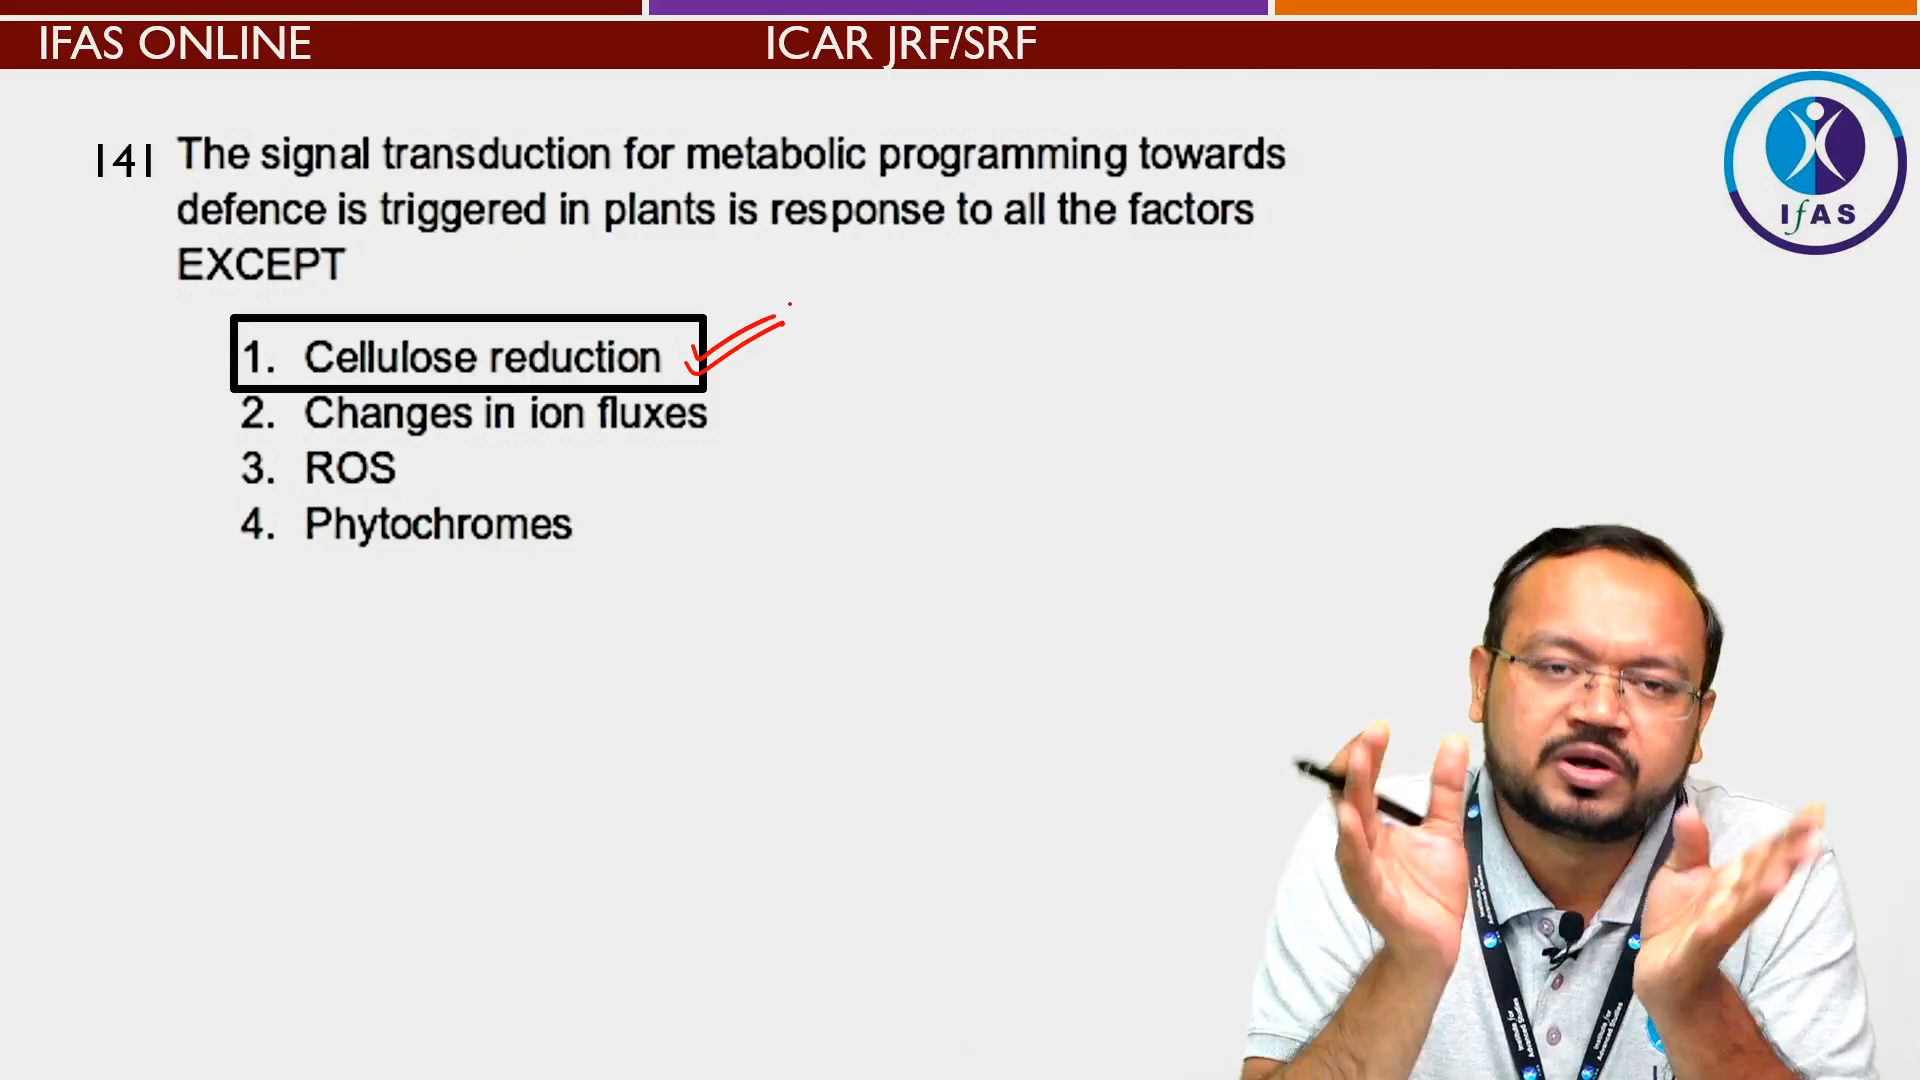 IFAS ONLINE
ICAR JRF/SRF
IfAS
141 The signal transduction for metabolic programming towards
defence is triggered in plants is response to all the factors
EXCEPT
1. Cellulose reduction
2. Changes in ion fluxes
3. ROS
4. Phytochromes